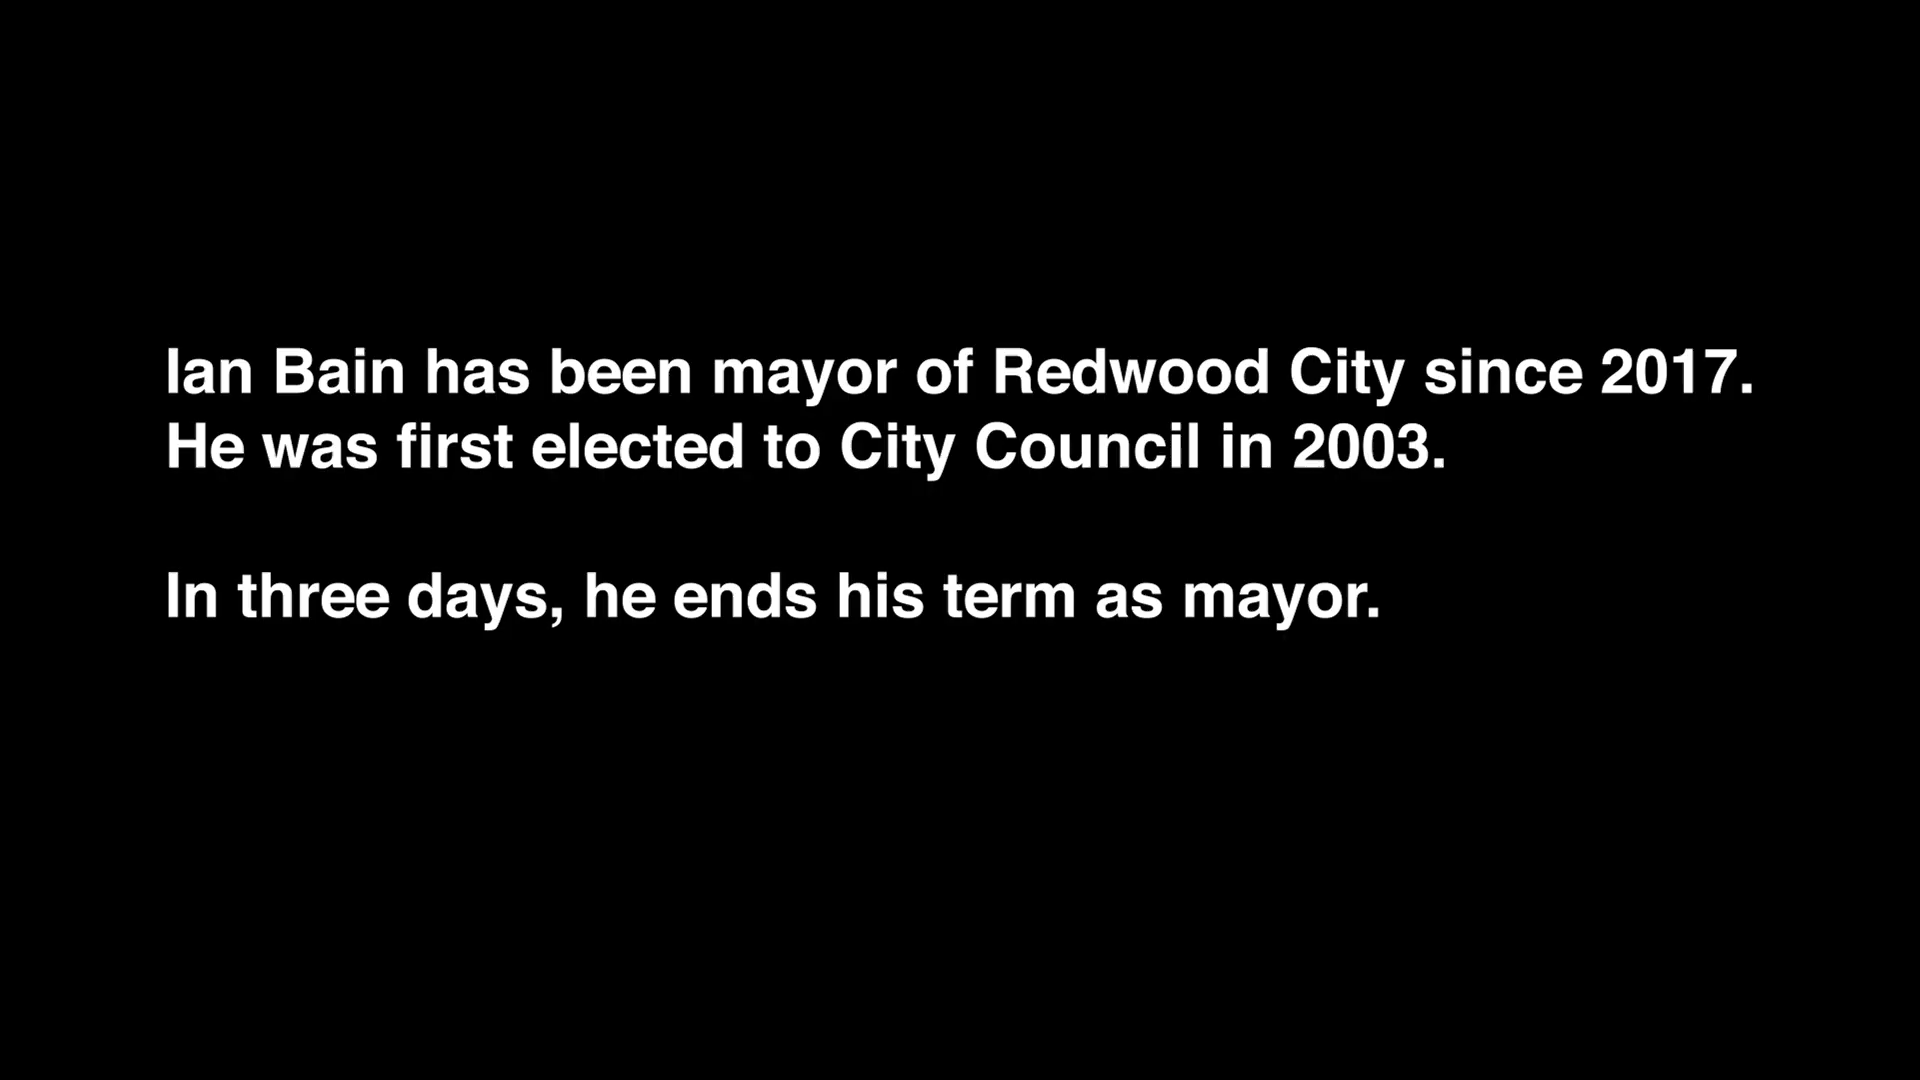 Ian Bain has been mayor of Redwood City since 2017.
He was first elected to City Council in 2003.
In three days, he ends his term as mayor.